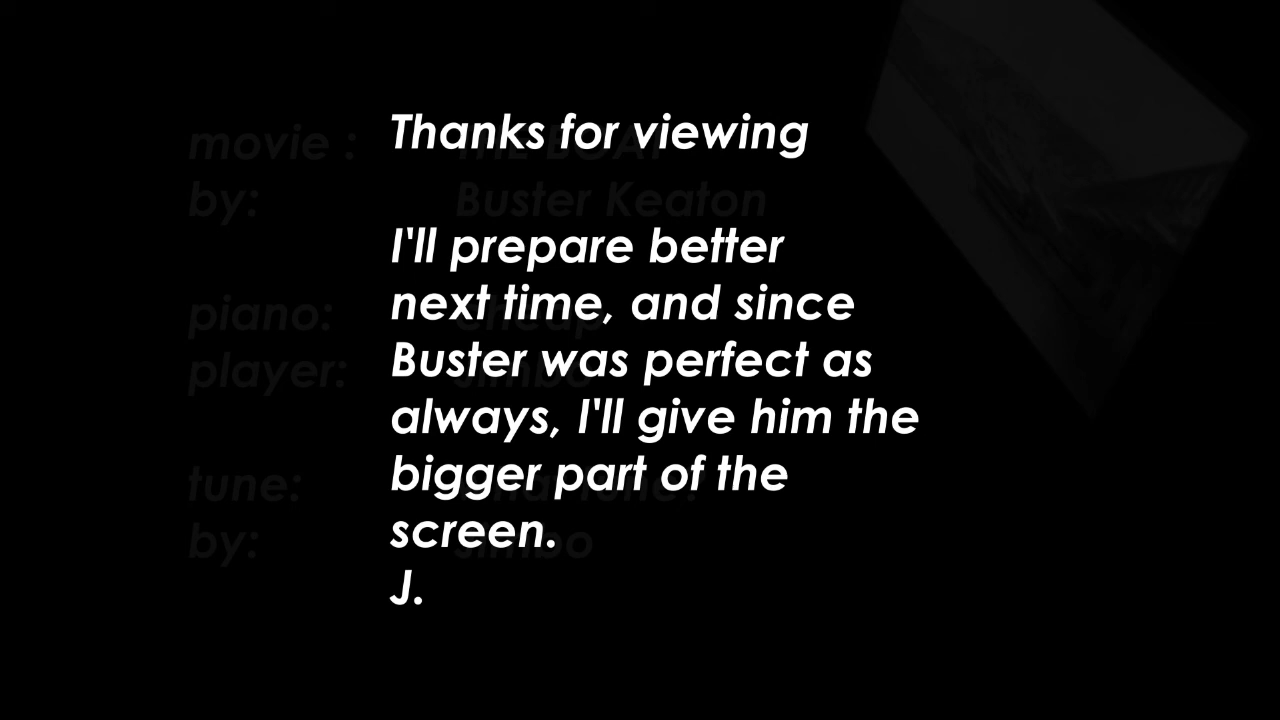 Thanks for viewing
I'll prepare better
next time, and since
Buster was perfect as
always, I'll give him the
bigger part of the
screen.
J.
movie :
by: Buster Keaton
piano: cheap
player:
tune:
by: